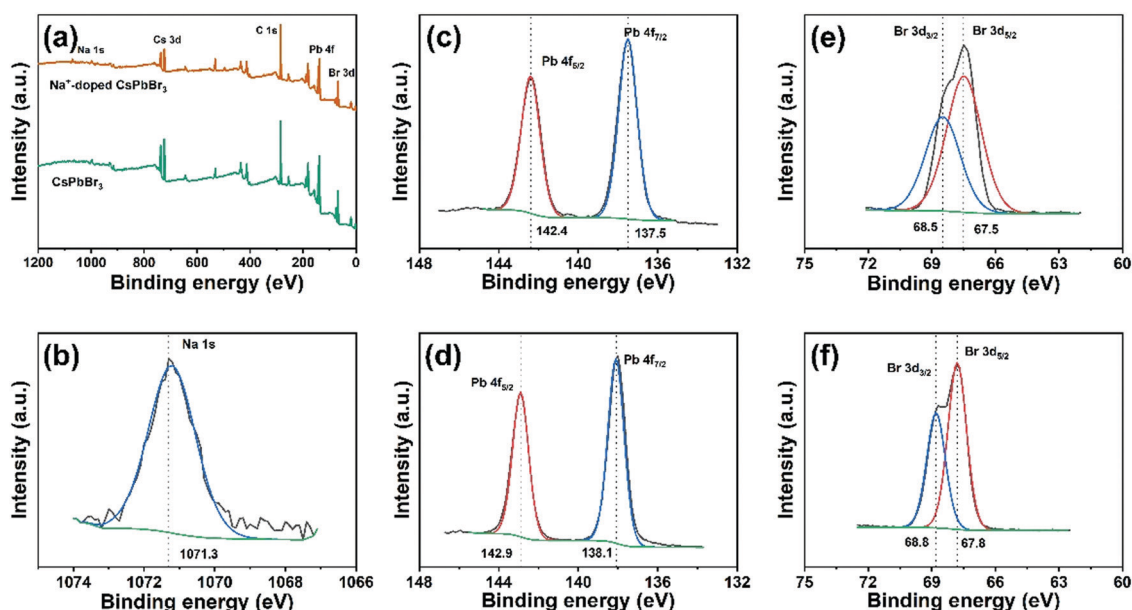 (a)
Na 1s
Cs 3d
C 1s
Pb 4f
Br 3d
Na⁺-doped CsPbBr₃
CsPbBr₃
Intensity (a.u.)
1200 1000 800 600 400 200 0
Binding energy (eV)
(c)
Pb 4f₅/₂
Pb 4f₇/₂
142.4
137.5
Intensity (a.u.)
148 144 140 136 132
Binding energy (eV)
(e)
Br 3d₃/₂
Br 3d₅/₂
68.5
67.5
Intensity (a.u.)
75 72 69 66 63 60
Binding energy (eV)
(b)
Na 1s
1071.3
Intensity (a.u.)
1074 1072 1070 1068 1066
Binding energy (eV)
(d)
Pb 4f₅/₂
Pb 4f₇/₂
142.9
138.1
Intensity (a.u.)
148 144 140 136 132
Binding energy (eV)
(f)
Br 3d₃/₂
Br 3d₅/₂
68.8
67.8
Intensity (a.u.)
75 72 69 66 63 60
Binding energy (eV)